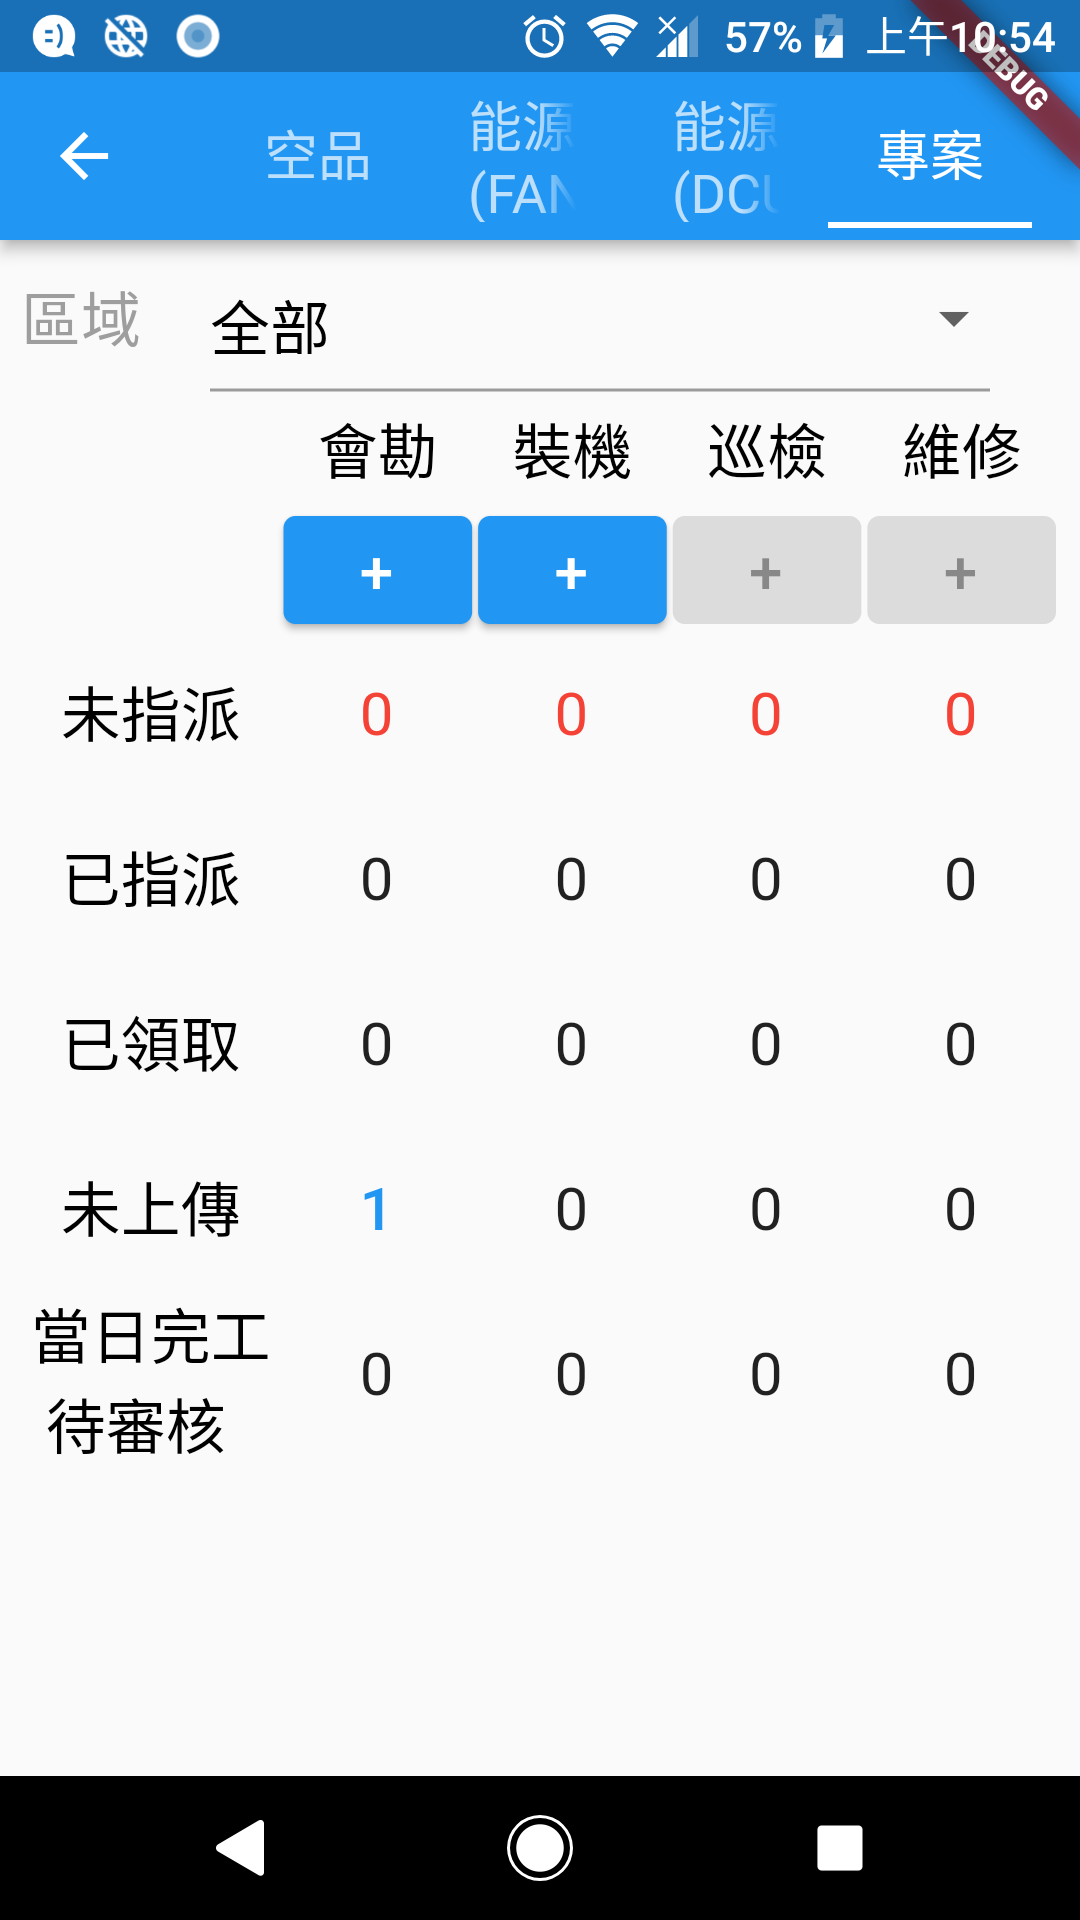 57% 上午10:54
DEBUG
空品
能源
(FAN
能源
(DCU
專案
區域 全部
會勘 裝機 巡檢 維修
+ + + +
未指派 0 0 0 0
已指派 0 0 0 0
已領取 0 0 0 0
未上傳 1 0 0 0
當日完工
待審核 0 0 0 0